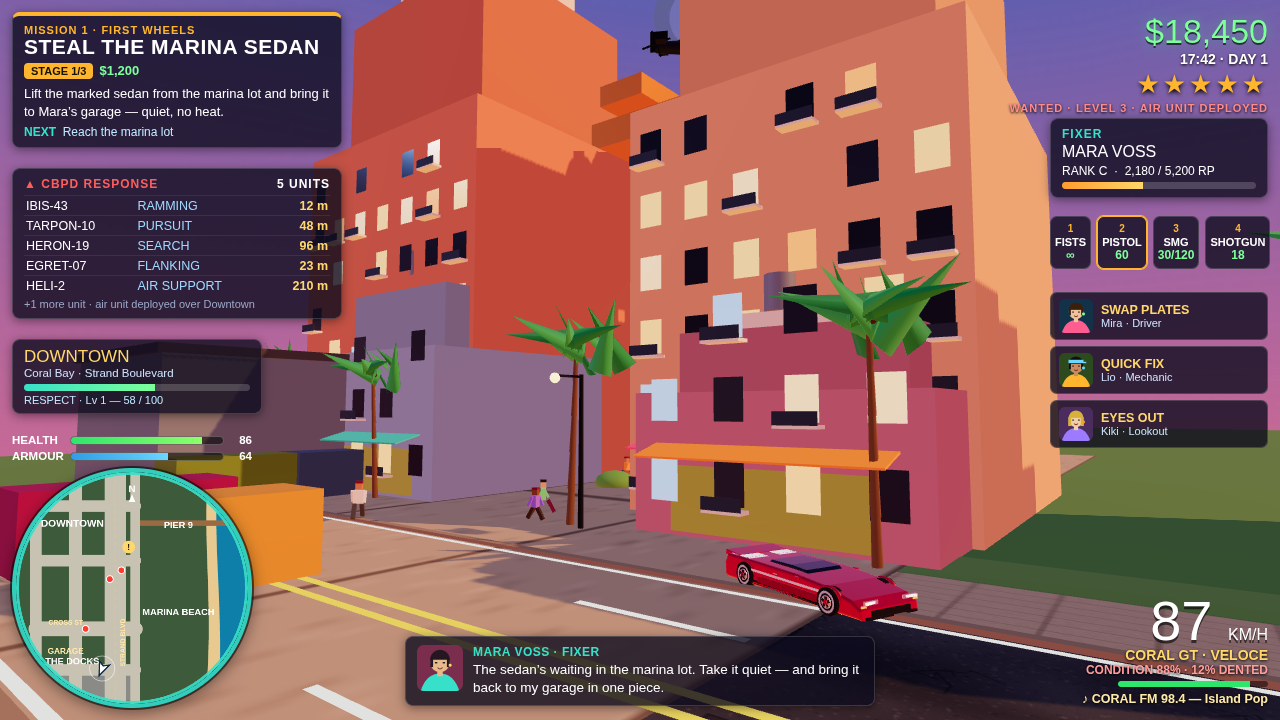 MISSION 1 · FIRST WHEELS
STEAL THE MARINA SEDAN
STAGE 1/3 $1,200
Lift the marked sedan from the marina lot and bring it
to Mara's garage — quiet, no heat.
NEXT Reach the marina lot
▲ CBPD RESPONSE 5 UNITS
IBIS-43 RAMMING 12 m
TARPON-10 PURSUIT 48 m
HERON-19 SEARCH 96 m
EGRET-07 FLANKING 23 m
HELI-2 AIR SUPPORT 210 m
+1 more unit · air unit deployed over Downtown
DOWNTOWN
Coral Bay · Strand Boulevard
RESPECT · Lv 1 — 58 / 100
HEALTH 86
ARMOUR 64
N
DOWNTOWN
PIER 9
!
MARINA BEACH
CROSS ST
STRAND BLVD
GARAGE
THE DOCKS
$18,450
17:42 · DAY 1
★ ★ ★ ★ ★
WANTED · LEVEL 3 · AIR UNIT DEPLOYED
FIXER
MARA VOSS
RANK C · 2,180 / 5,200 RP
1 2 3 4
FISTS PISTOL SMG SHOTGUN
∞ 60 30/120 18
SWAP PLATES
Mira · Driver
QUICK FIX
Lio · Mechanic
EYES OUT
Kiki · Lookout
MARA VOSS · FIXER
The sedan's waiting in the marina lot. Take it quiet — and bring it
back to my garage in one piece.
87 KM/H
CORAL GT · VELOCE
CONDITION 88% · 12% DENTED
♪ CORAL FM 98.4 — Island Pop